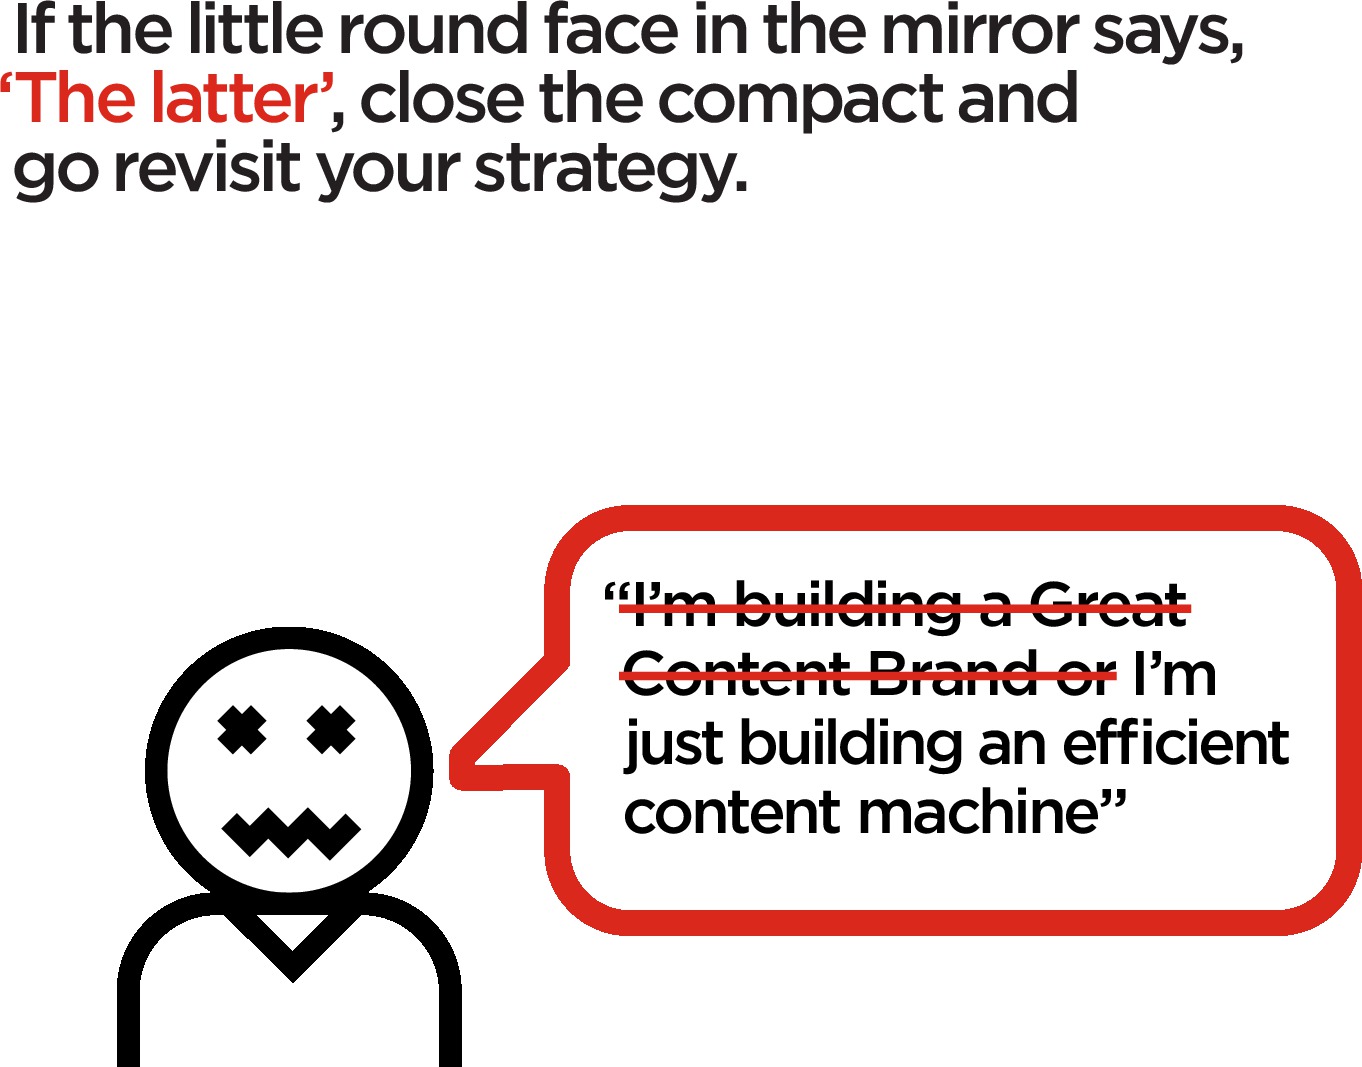 If the little round face in the mirror says,
‘The latter’, close the compact and
go revisit your strategy.
“I’m building a Great
Content Brand or I’m
just building an efficient
content machine”